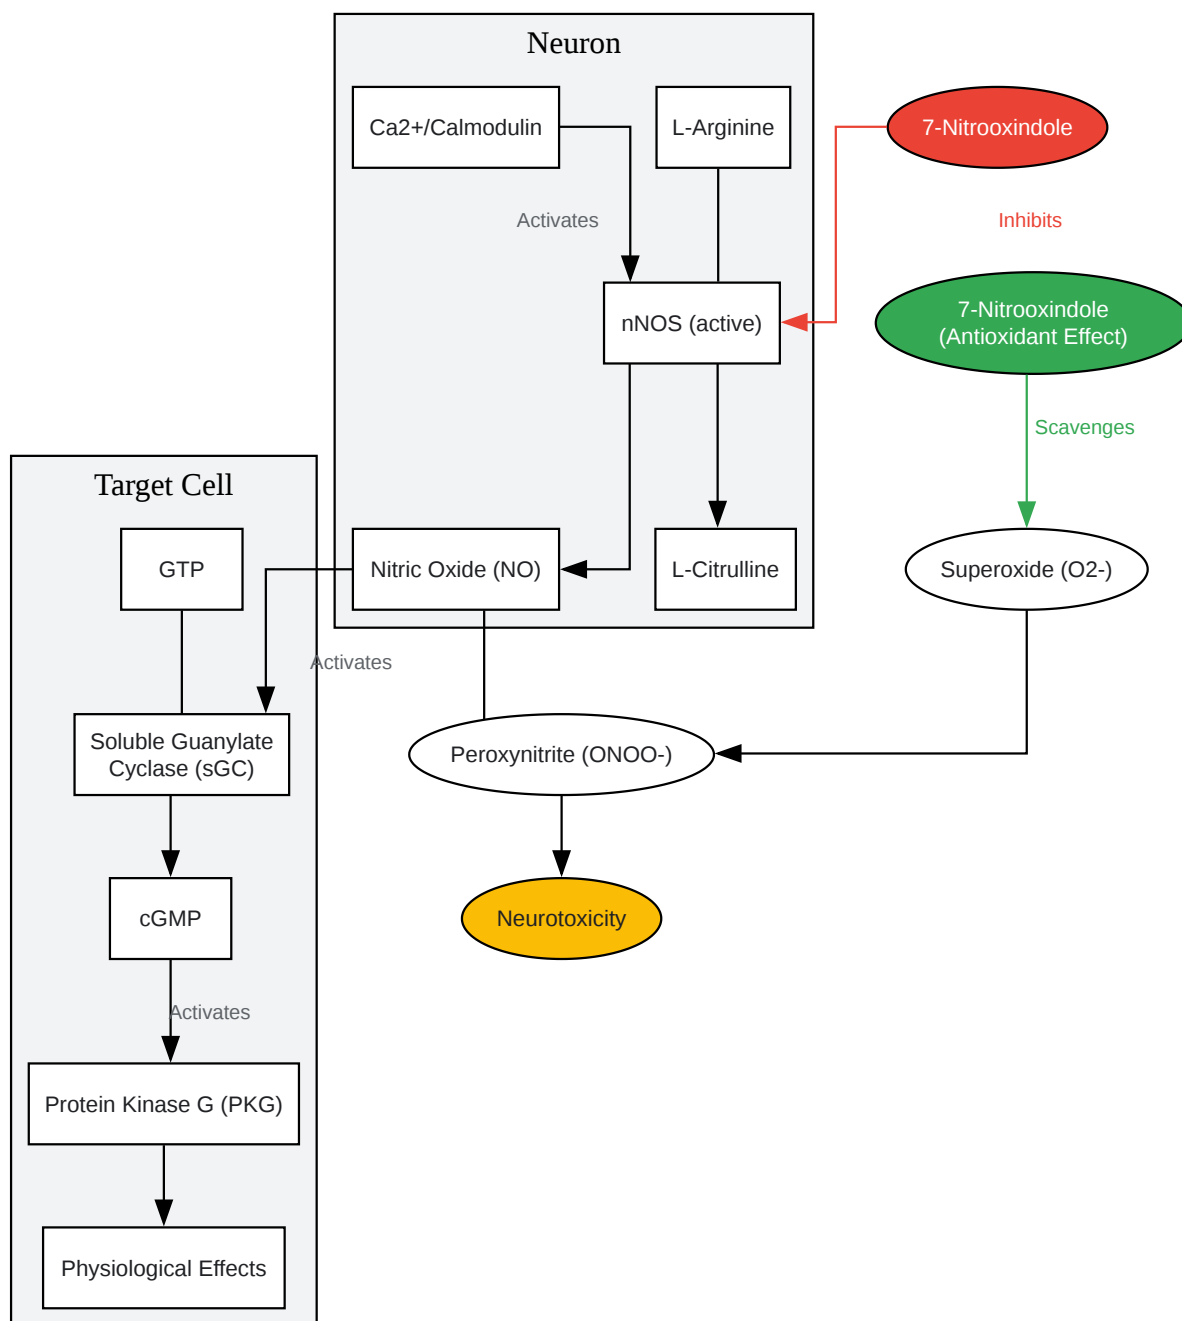 Neuron
Ca2+/Calmodulin
L-Arginine
7-Nitrooxindole
Activates
Inhibits
nNOS (active)
7-Nitrooxindole
(Antioxidant Effect)
Scavenges
Target Cell
GTP
Nitric Oxide (NO)
L-Citrulline
Superoxide (O2-)
Activates
Soluble Guanylate
Cyclase (sGC)
Peroxynitrite (ONOO-)
cGMP
Neurotoxicity
Activates
Protein Kinase G (PKG)
Physiological Effects